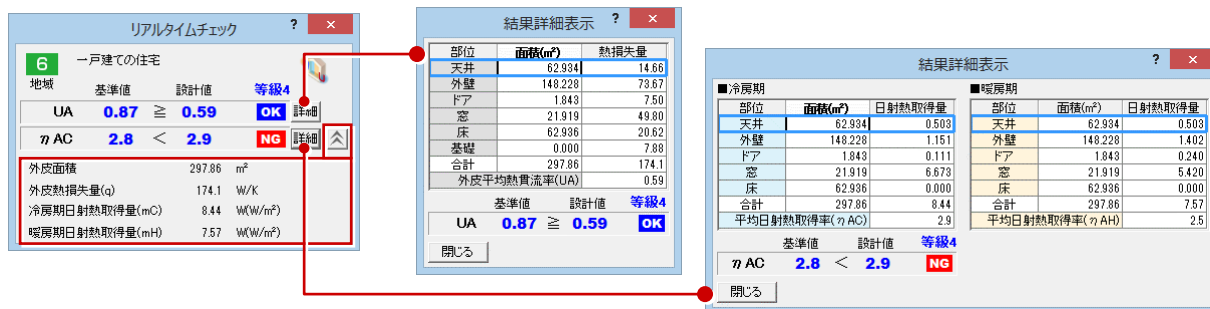 リアルタイムチェック ? ×
6 一戸建ての住宅
地域 基準値 設計値 等級4
UA 0.87 ≧ 0.59 OK 詳細
η AC 2.8 < 2.9 NG 詳細
外皮面積 297.86 m²
外皮熱損失量(q) 174.1 W/K
冷房期日射熱取得量(mC) 8.44 W(W/m²)
暖房期日射熱取得量(mH) 7.57 W(W/m²)
結果詳細表示 ? ×
部位 面積(m²) 熱損失量
天井 62.934 14.66
外壁 148.228 73.67
ドア 1.843 7.50
窓 21.919 49.80
床 62.936 20.62
基礎 0.000 7.88
合計 297.86 174.1
外皮平均熱貫流率(UA) 0.59
基準値 設計値 等級4
UA 0.87 ≧ 0.59 OK
閉じる
結果詳細表示 ? ×
■冷房期
部位 面積(m²) 日射熱取得量
天井 62.934 0.503
外壁 148.228 1.151
ドア 1.843 0.111
窓 21.919 6.673
床 62.936 0.000
合計 297.86 8.44
平均日射熱取得率(η AC) 2.9
■暖房期
部位 面積(m²) 日射熱取得量
天井 62.934 0.503
外壁 148.228 1.402
ドア 1.843 0.240
窓 21.919 5.420
床 62.936 0.000
合計 297.86 7.57
平均日射熱取得率(η AH) 2.5
基準値 設計値 等級4
η AC 2.8 < 2.9 NG
閉じる